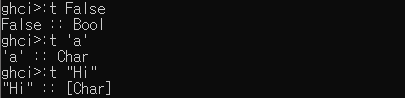 ghci>:t False
False :: Bool
ghci>:t 'a'
'a' :: Char
ghci>:t "Hi"
"Hi" :: [Char]